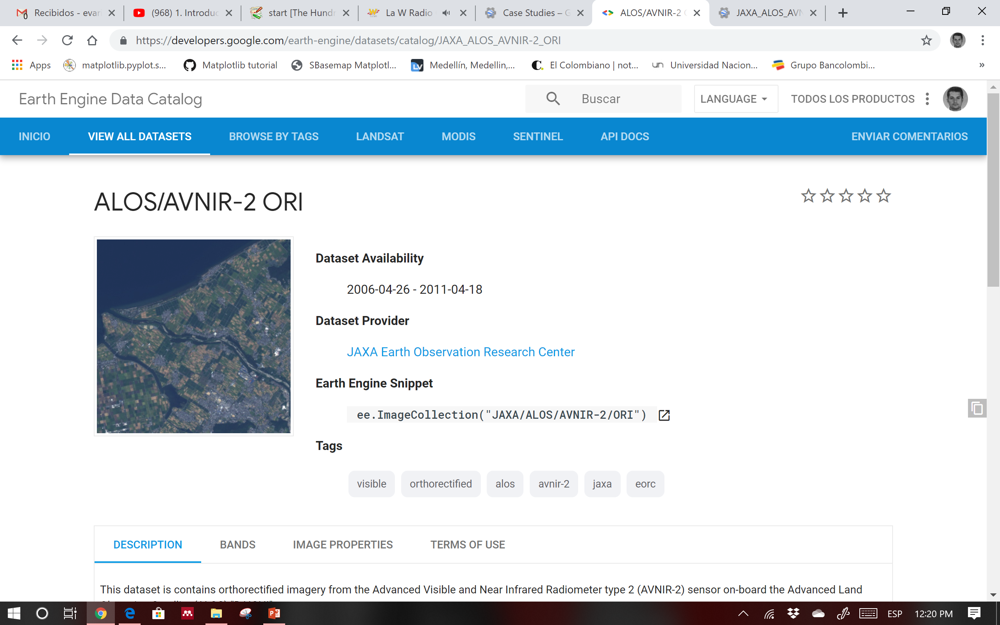 Recibidos - evari
(968) 1. Introduc
start [The Hundr
La W Radio
Case Studies – G
ALOS/AVNIR-2
JAXA_ALOS_AVN
https://developers.google.com/earth-engine/datasets/catalog/JAXA_ALOS_AVNIR-2_ORI
Apps
matplotlib.pyplot.s...
Matplotlib tutorial
SBasemap Matplotl...
Medellín, Medellin,...
El Colombiano | not...
Universidad Nacion...
Grupo Bancolombi...
»
Earth Engine Data Catalog
Buscar
LANGUAGE
TODOS LOS PRODUCTOS
INICIO
VIEW ALL DATASETS
BROWSE BY TAGS
LANDSAT
MODIS
SENTINEL
API DOCS
ENVIAR COMENTARIOS
ALOS/AVNIR-2 ORI
Dataset Availability
2006-04-26 - 2011-04-18
Dataset Provider
JAXA Earth Observation Research Center
Earth Engine Snippet
ee.ImageCollection("JAXA/ALOS/AVNIR-2/ORI")
Tags
visible
orthorectified
alos
avnir-2
jaxa
eorc
DESCRIPTION
BANDS
IMAGE PROPERTIES
TERMS OF USE
This dataset is contains orthorectified imagery from the Advanced Visible and Near Infrared Radiometer type 2 (AVNIR-2) sensor on-board the Advanced Land
ESP
12:20 PM